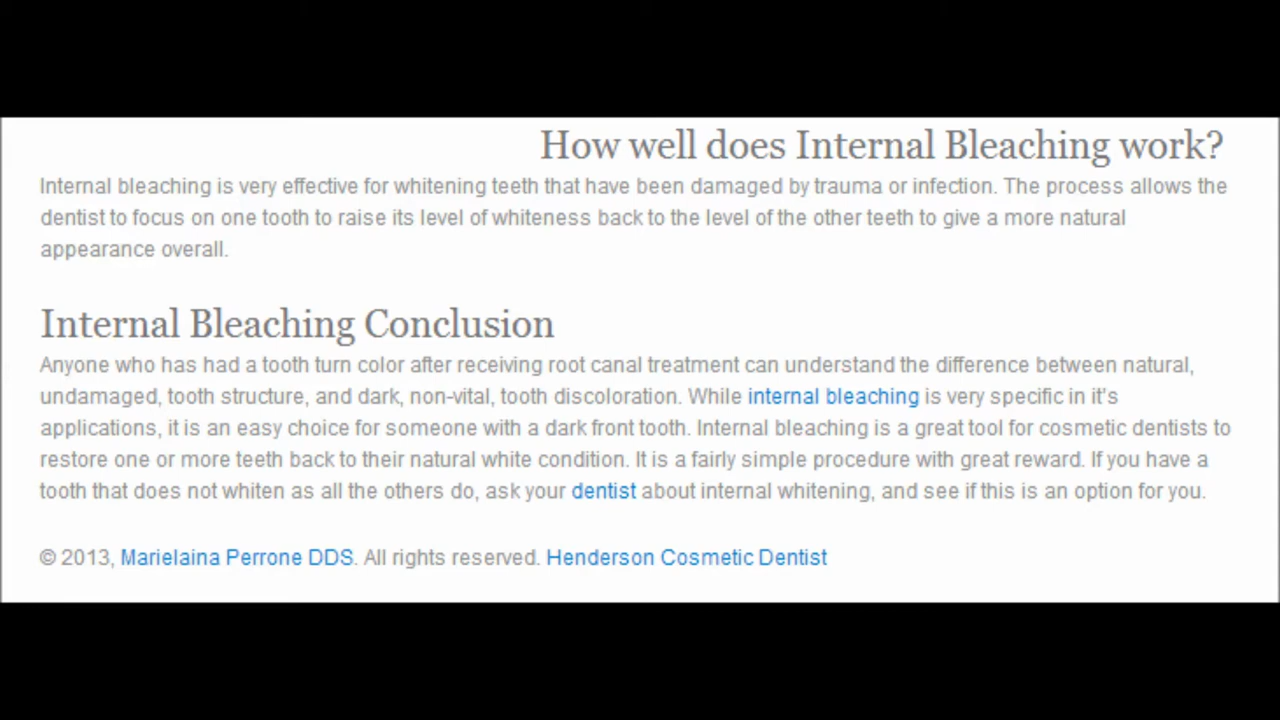 How well does Internal Bleaching work?
Internal bleaching is very effective for whitening teeth that have been damaged by trauma or infection. The process allows the
dentist to focus on one tooth to raise its level of whiteness back to the level of the other teeth to give a more natural
appearance overall.
Internal Bleaching Conclusion
Anyone who has had a tooth turn color after receiving root canal treatment can understand the difference between natural,
undamaged, tooth structure, and dark, non-vital, tooth discoloration. While internal bleaching is very specific in it's
applications, it is an easy choice for someone with a dark front tooth. Internal bleaching is a great tool for cosmetic dentists to
restore one or more teeth back to their natural white condition. It is a fairly simple procedure with great reward. If you have a
tooth that does not whiten as all the others do, ask your dentist about internal whitening, and see if this is an option for you.
© 2013, Marielaina Perrone DDS. All rights reserved. Henderson Cosmetic Dentist